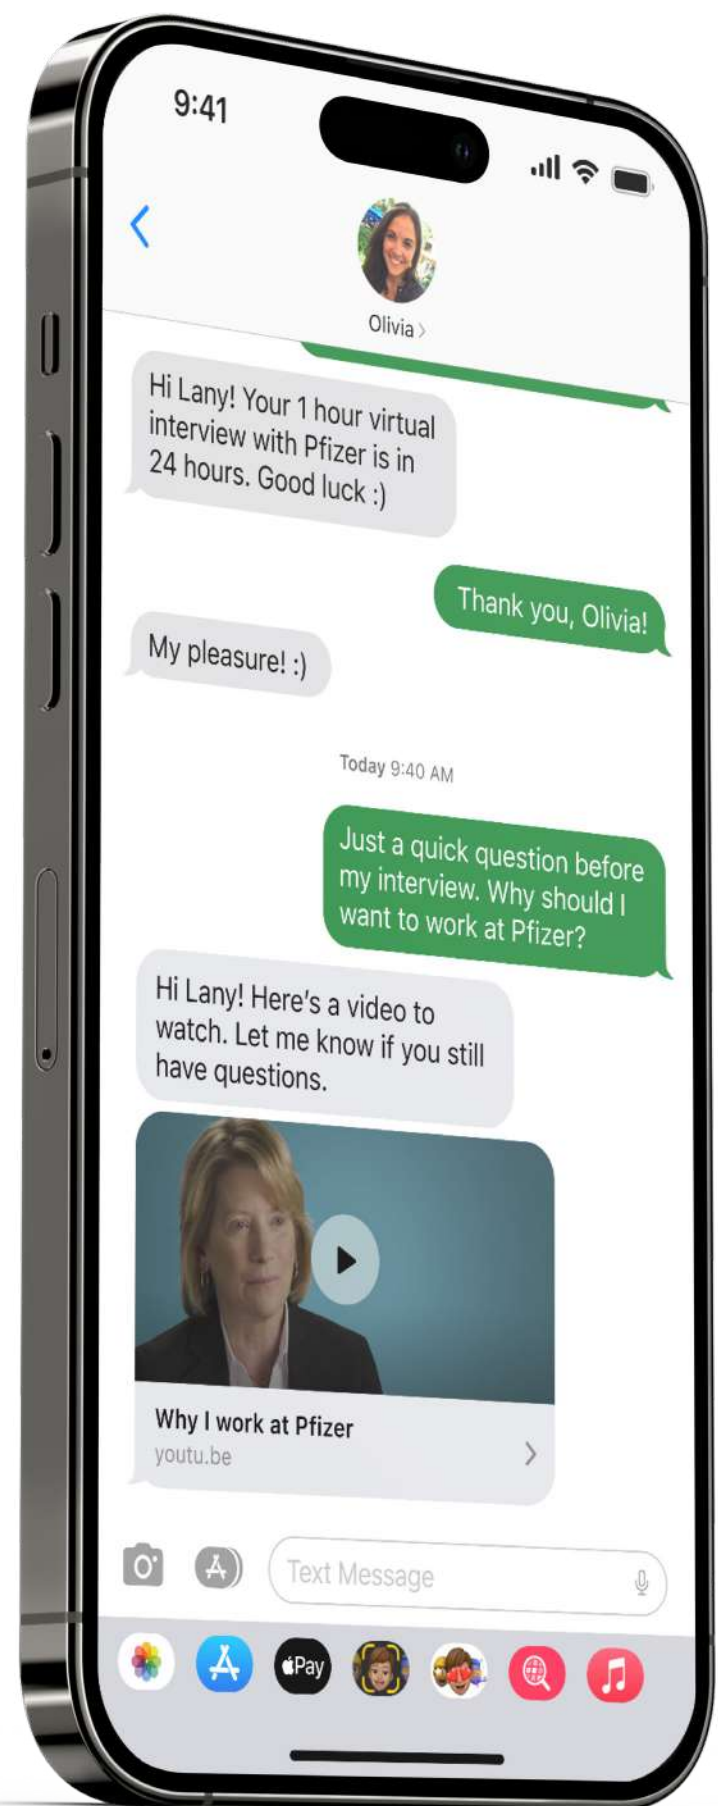 9:41
Olivia
Hi Lany! Your 1 hour virtual
interview with Pfizer is in
24 hours. Good luck :)
Thank you, Olivia!
My pleasure! :)
Today 9:40 AM
Just a quick question before
my interview. Why should I
want to work at Pfizer?
Hi Lany! Here's a video to
watch. Let me know if you still
have questions.
Why I work at Pfizer
youtu.be
Text Message
Pay